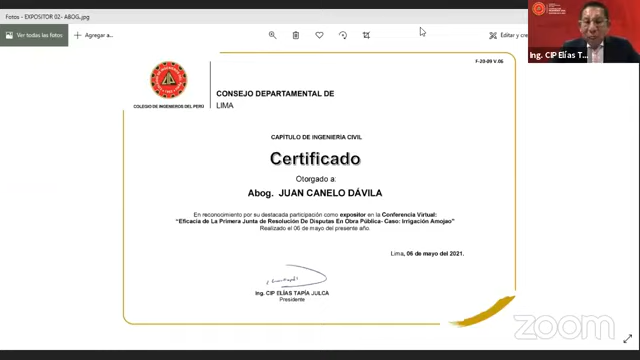 Fotos - EXPOSITOR 02- ABOG.jpg
Ver todas las fotos
Agregar a...
Editar y cre
Ing. CIP Elías T...
F-20-09 V.05
COLEGIO DE INGENIEROS DEL PERÚ
CONSEJO DEPARTAMENTAL DE
LIMA
CAPÍTULO DE INGENIERÍA CIVIL
Certificado
Otorgado a:
Abog. JUAN CANELO DÁVILA
En reconocimiento por su destacada participación como expositor en la Conferencia Virtual:
"Eficacia de La Primera Junta de Resolución De Disputas En Obra Pública- Caso: Irrigación Amojao"
Realizado el 06 de mayo del presente año.
Lima, 06 de mayo del 2021.
Ing. CIP ELÍAS TAPIA JULCA
Presidente
zoom